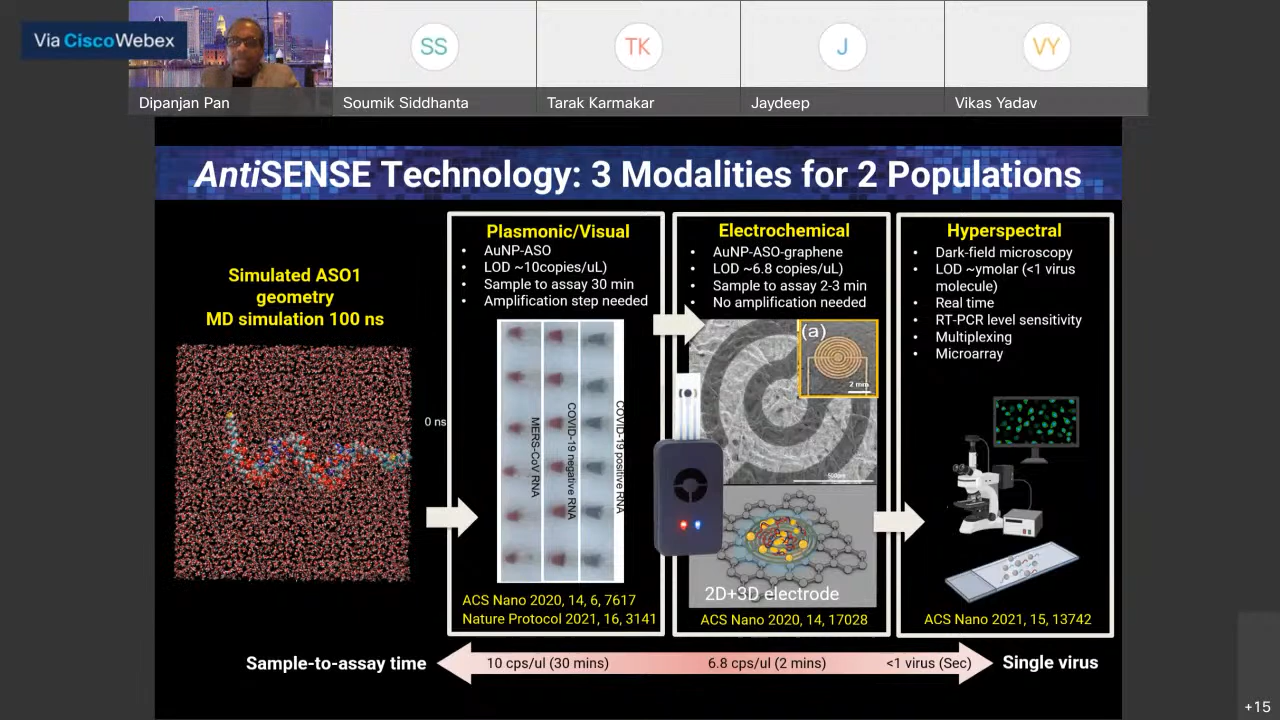 Via CiscoWebex
SS
TK
J
VY
Dipanjan Pan
Soumik Siddhanta
Tarak Karmakar
Jaydeep
Vikas Yadav
AntiSENSE Technology: 3 Modalities for 2 Populations
Simulated ASO1
geometry
MD simulation 100 ns
0 ns
Plasmonic/Visual
• AuNP-ASO
• LOD ~10copies/uL)
• Sample to assay 30 min
• Amplification step needed
MERS-CoV RNA
COVID-19 negative RNA
COVID-19 positive RNA
ACS Nano 2020, 14, 6, 7617
Nature Protocol 2021, 16, 3141
Electrochemical
• AuNP-ASO-graphene
• LOD ~6.8 copies/uL)
• Sample to assay 2-3 min
• No amplification needed
(a)
2 mm
500μm
2D+3D electrode
ACS Nano 2020, 14, 17028
Hyperspectral
• Dark-field microscopy
• LOD ~ymolar (<1 virus
molecule)
• Real time
• RT-PCR level sensitivity
• Multiplexing
• Microarray
ACS Nano 2021, 15, 13742
Sample-to-assay time
10 cps/ul (30 mins)
6.8 cps/ul (2 mins)
<1 virus (Sec)
Single virus
+15